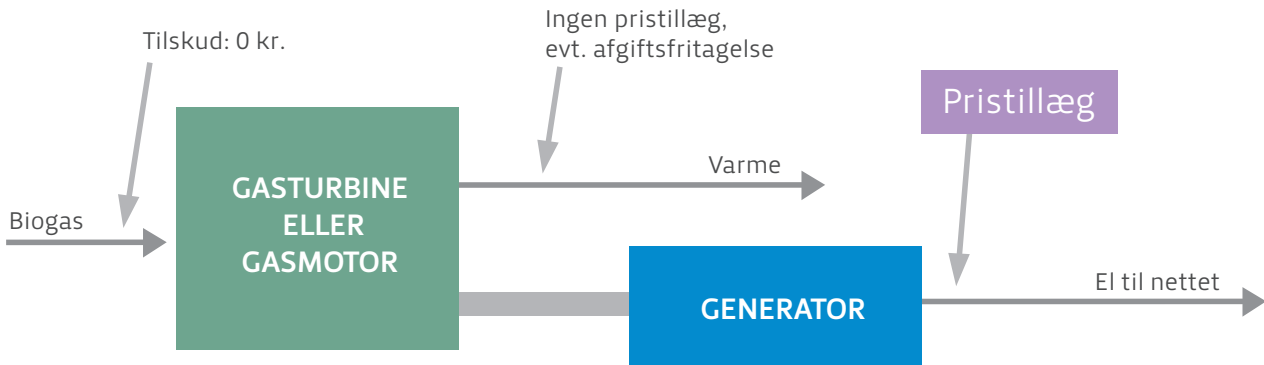 Tilskud: 0 kr.
Ingen pristillæg,
evt. afgiftsfritagelse
Pristillæg
Biogas
GASTURBINE
ELLER
GASMOTOR
Varme
GENERATOR
El til nettet